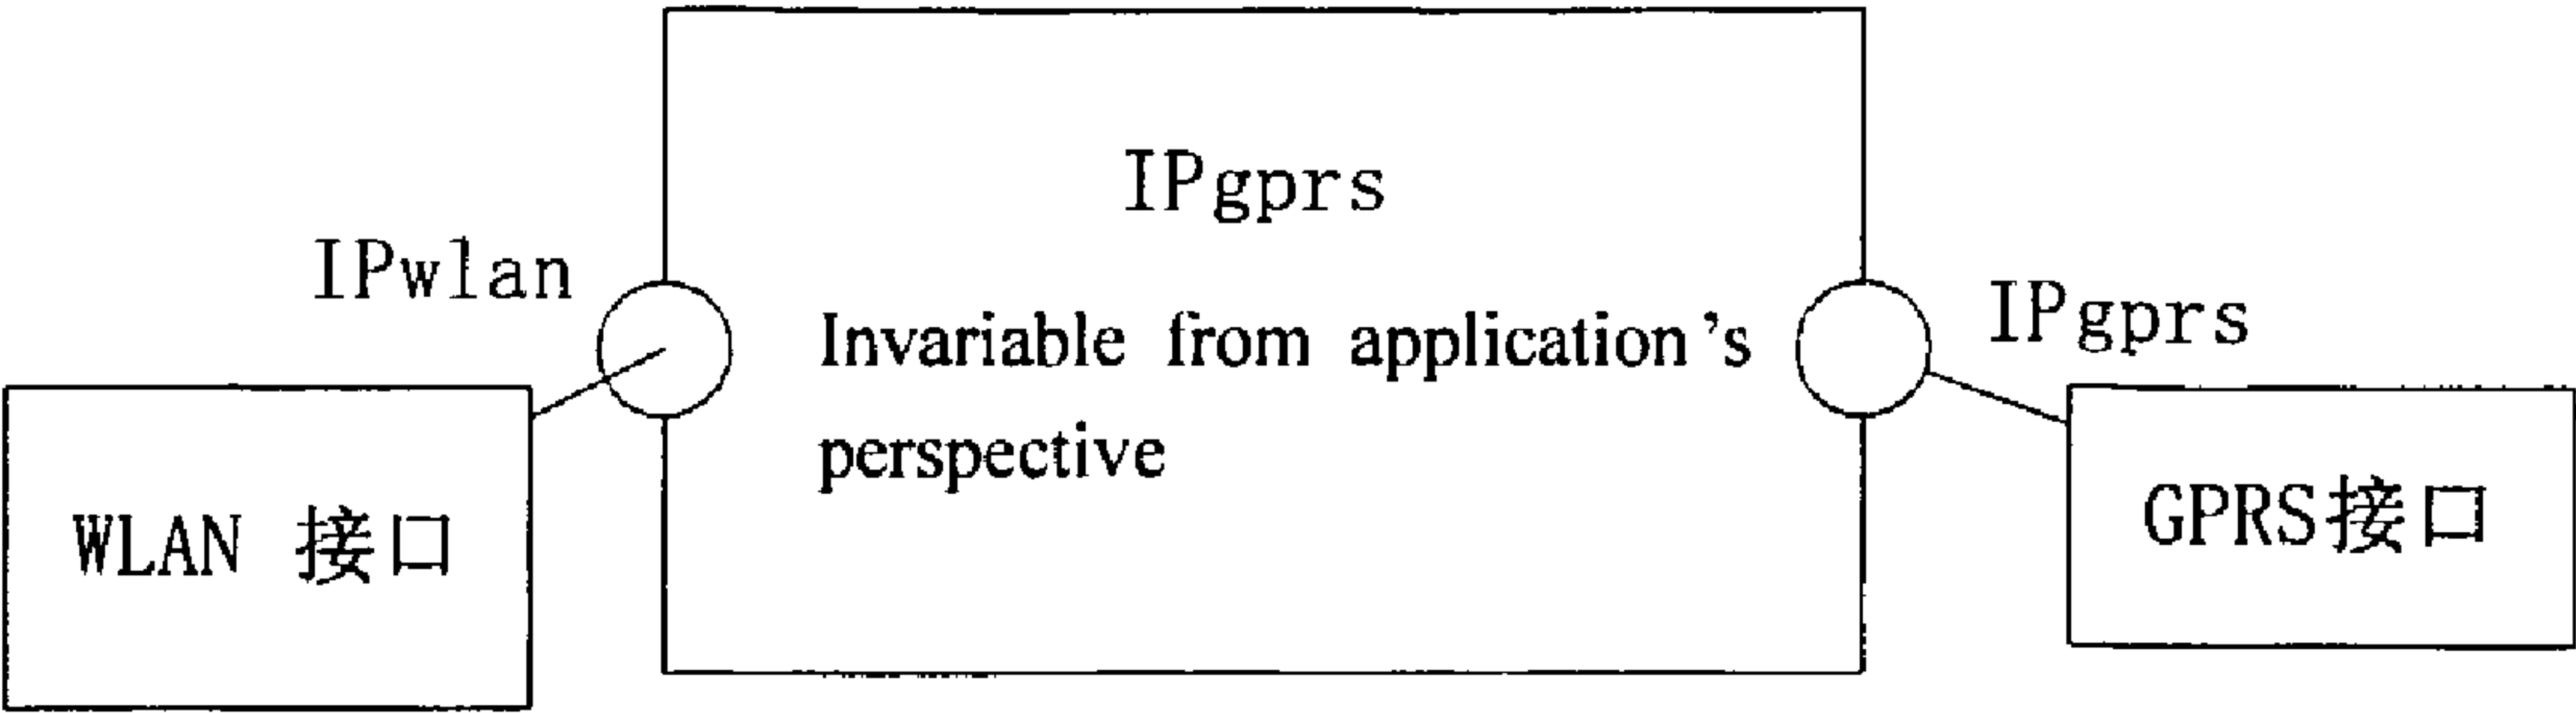 IPgprs
IPwlan
IPgprs
Invariable from application's
perspective
WLAN 接口
GPRS接口